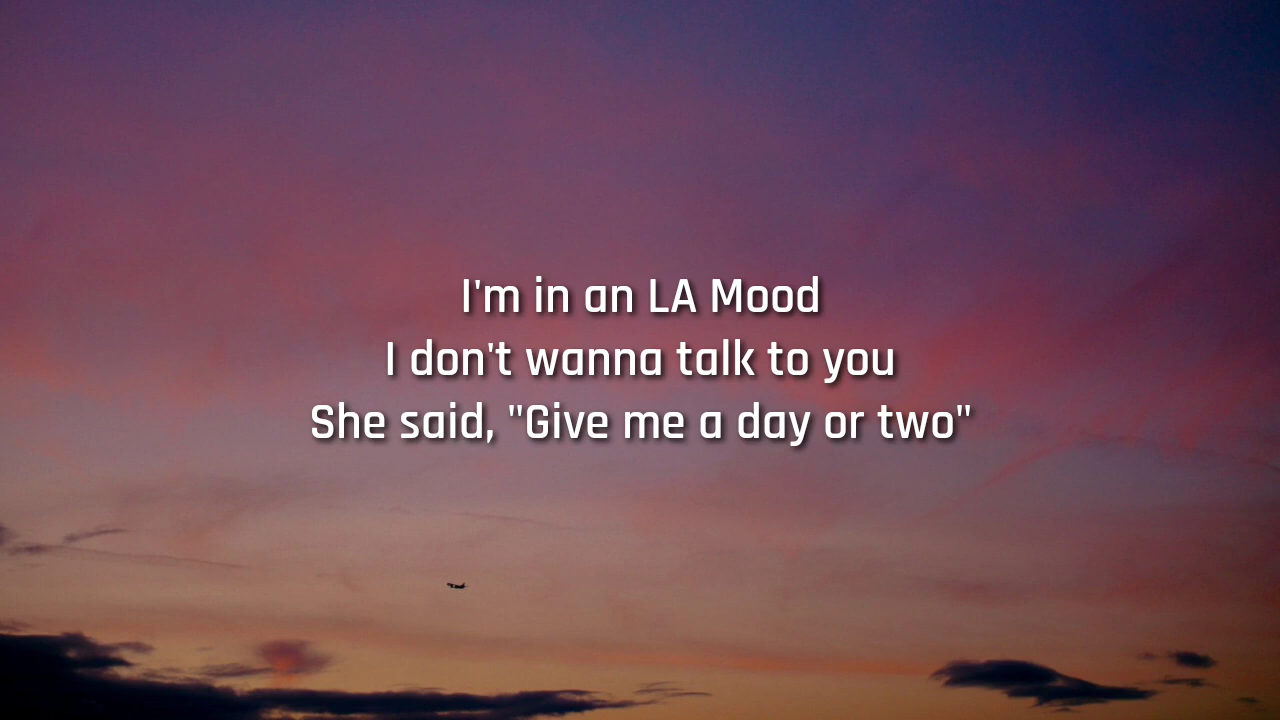 I'm in an LA Mood
I don't wanna talk to you
She said, "Give me a day or two"